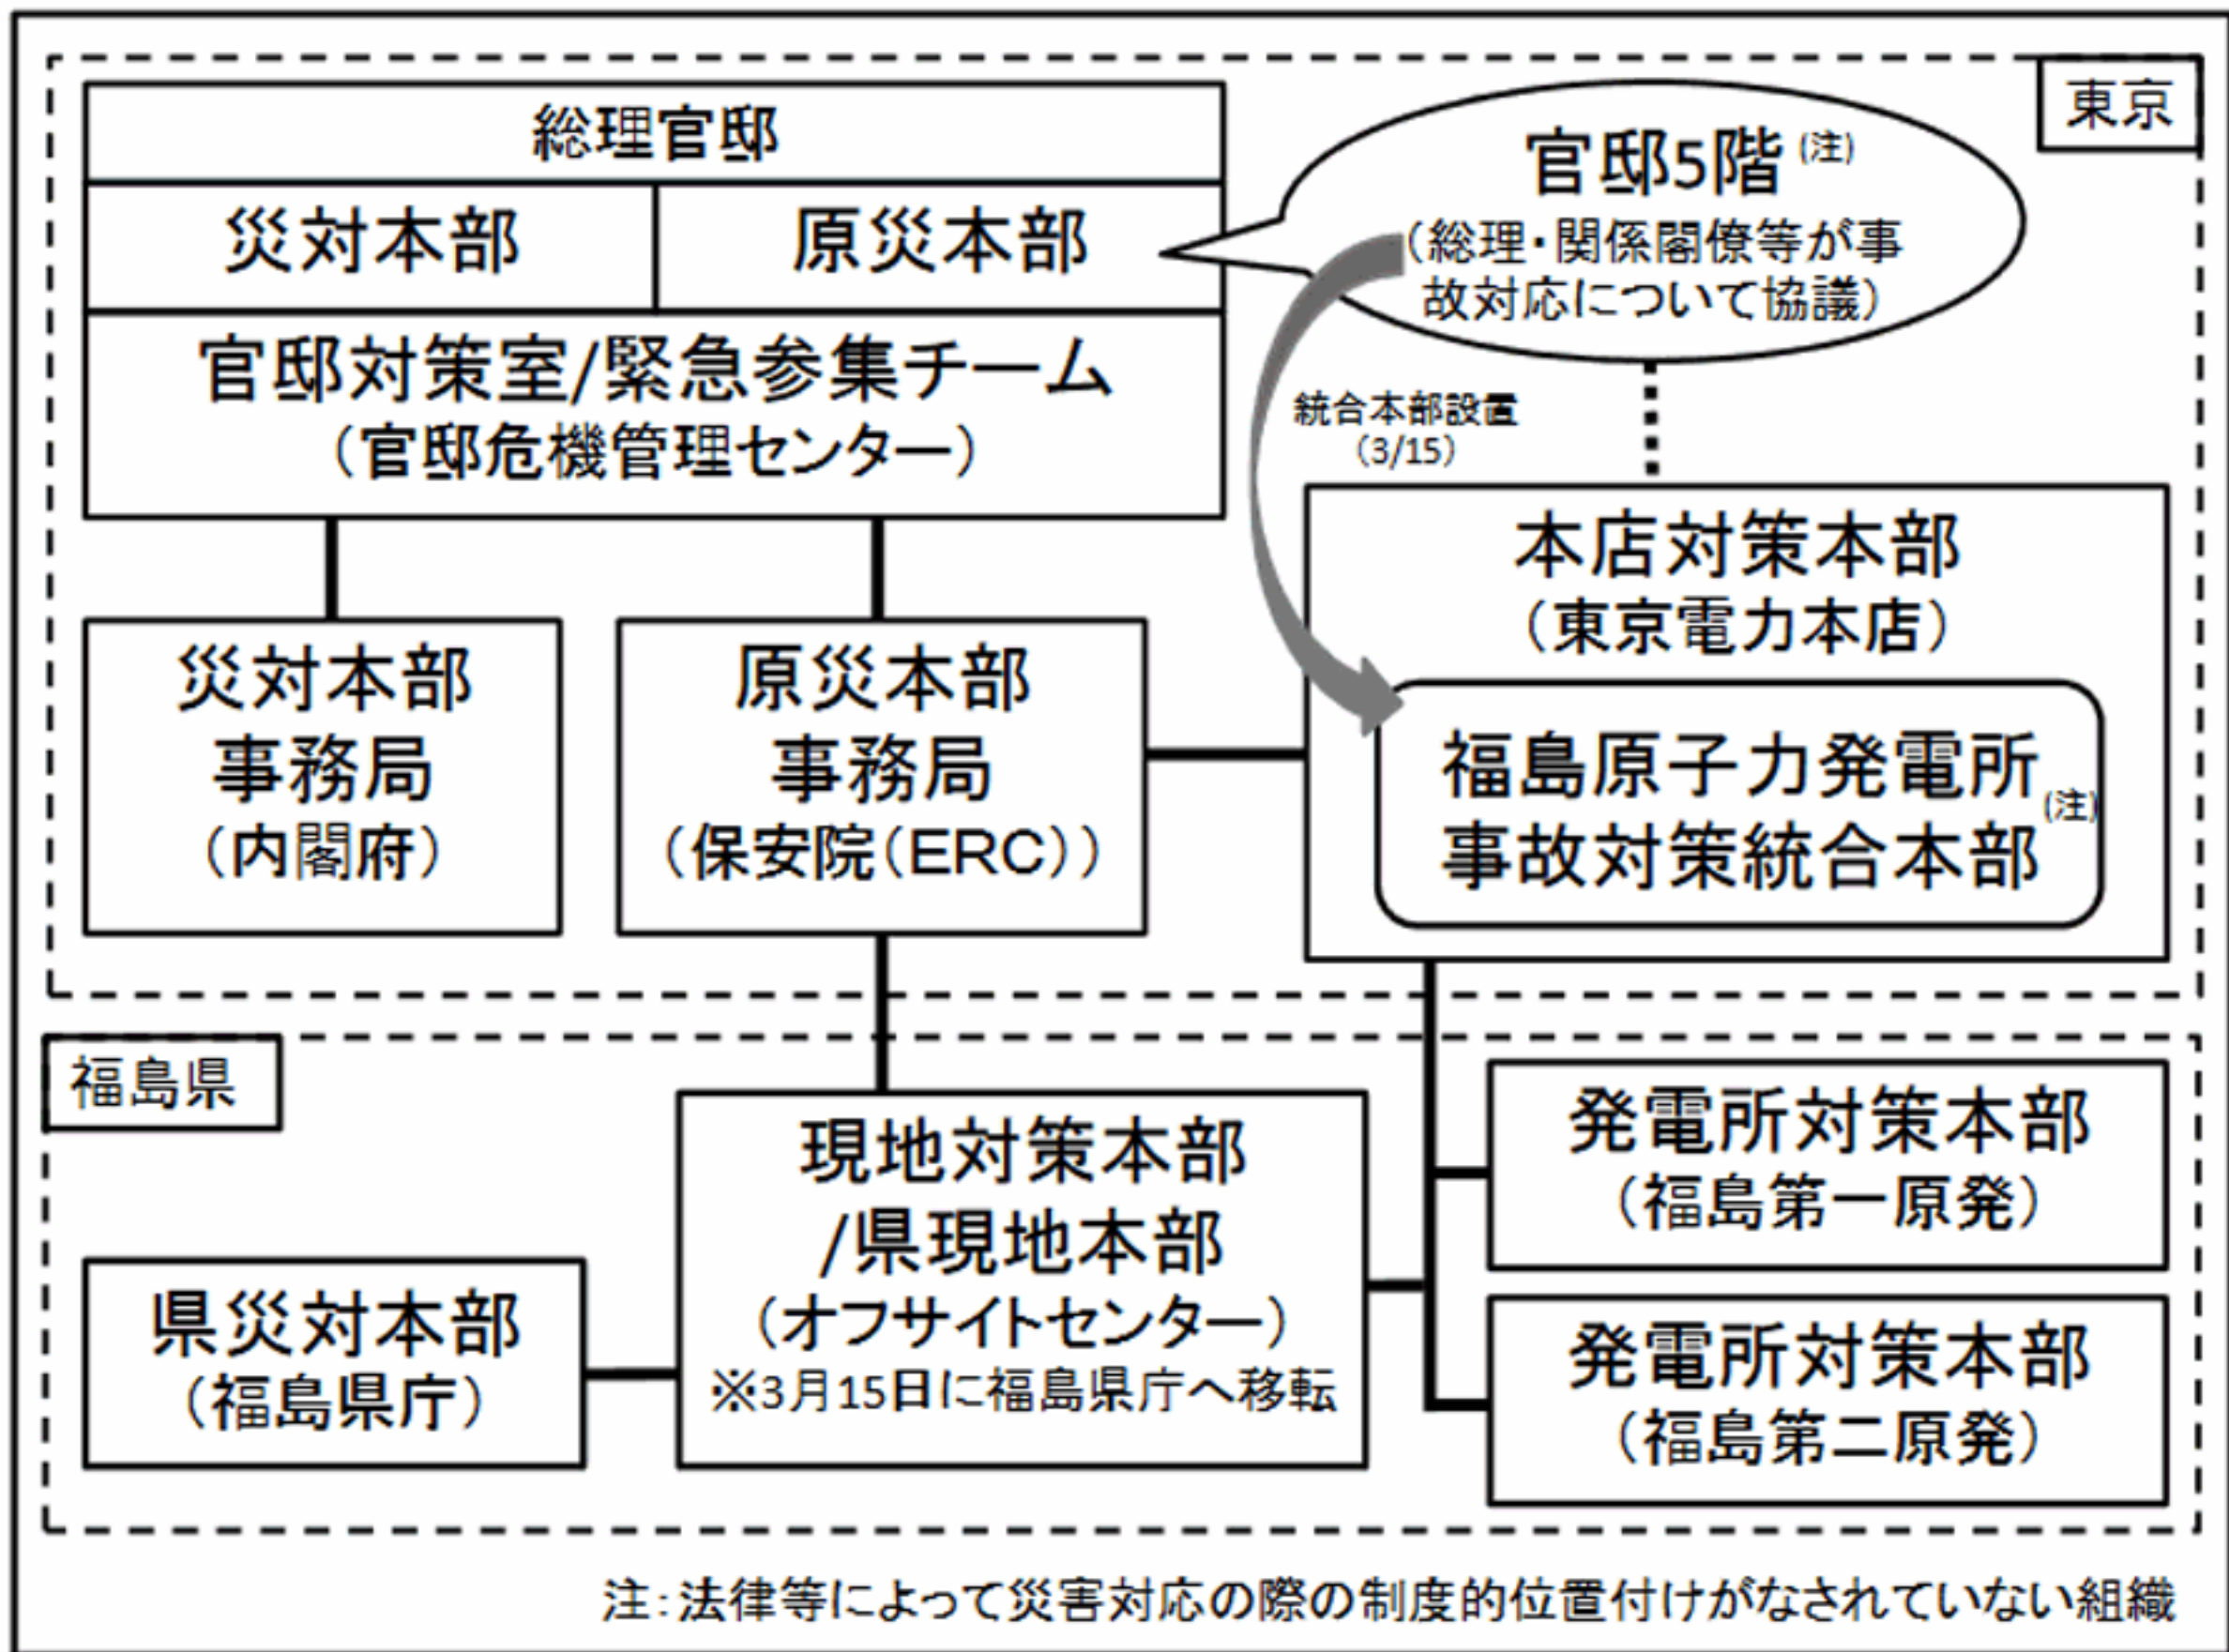 東京
総理官邸
災対本部
原災本部
官邸対策室/緊急参集チーム
（官邸危機管理センター）
官邸5階(注)
（総理・関係閣僚等が事
故対応について協議）
統合本部設置
（3/15）
本店対策本部
（東京電力本店）
福島原子力発電所
事故対策統合本部(注)
災対本部
事務局
（内閣府）
原災本部
事務局
（保安院（ERC））
福島県
現地対策本部
/県現地本部
（オフサイトセンター）
※3月15日に福島県庁へ移転
県災対本部
（福島県庁）
発電所対策本部
（福島第一原発）
発電所対策本部
（福島第二原発）
注：法律等によって災害対応の際の制度的位置付けがなされていない組織